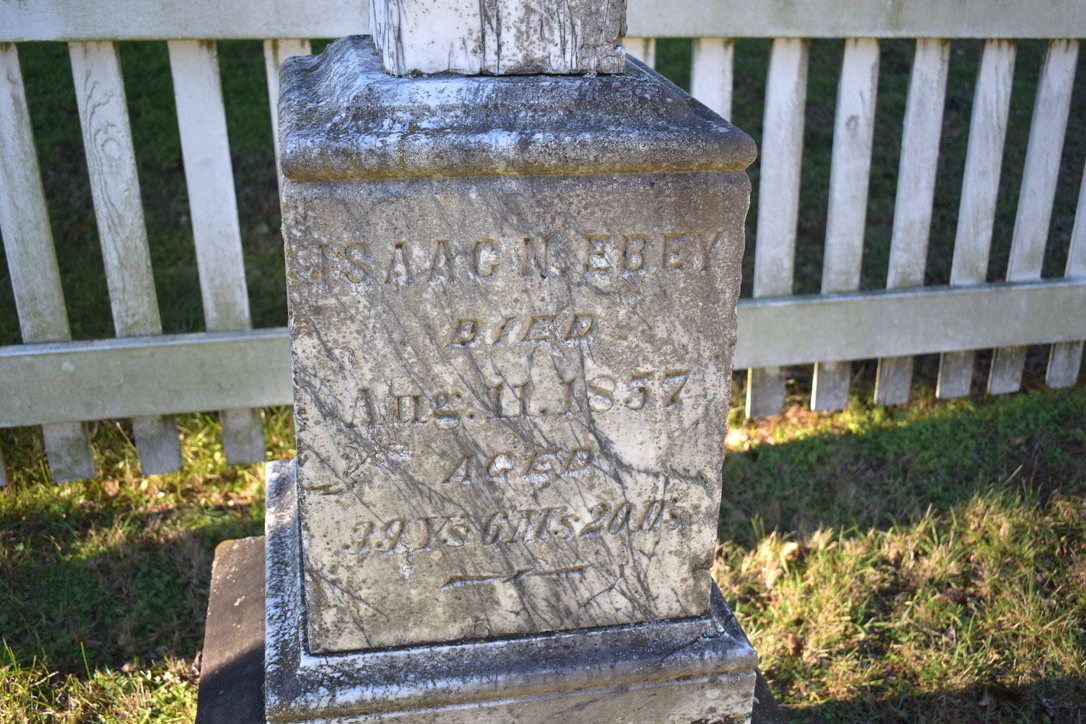 ISAAC N. EBEY
DIED
Aug. 11. 1857
AGED
39 Ys 6 Ms 20 Ds